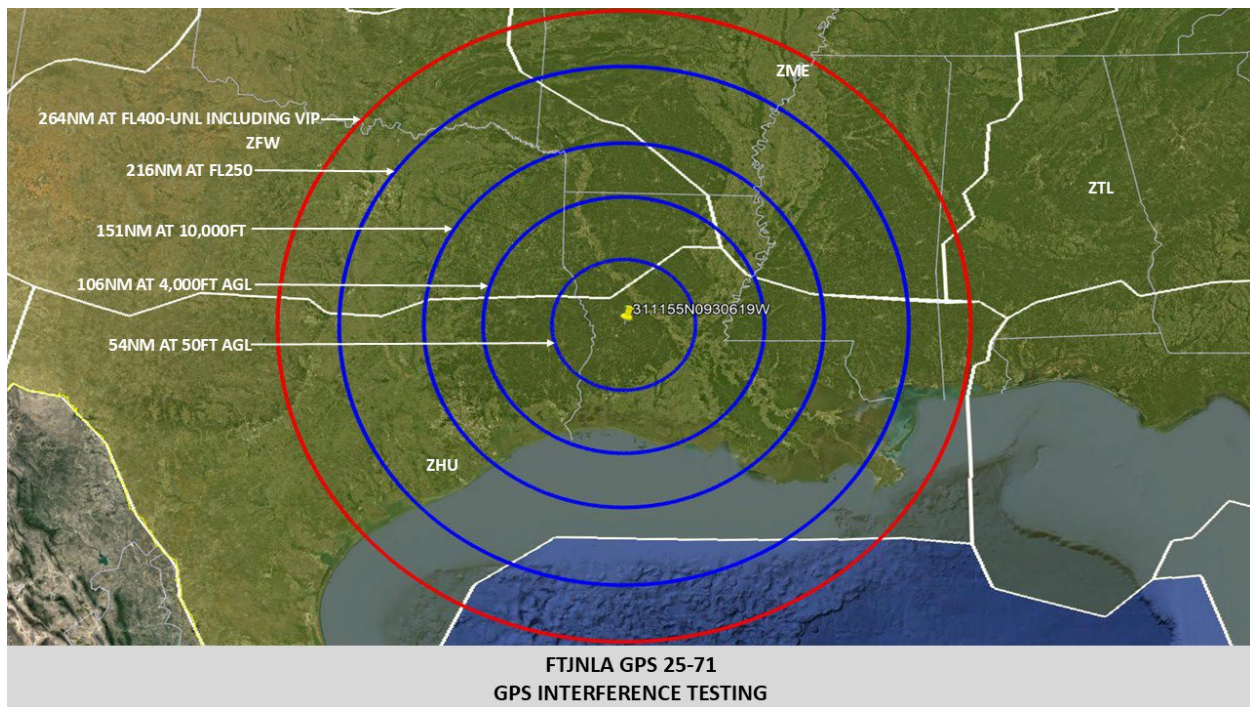 ZME
264NM AT FL400-UNL INCLUDING VIP
ZFW
216NM AT FL250
ZTL
151NM AT 10,000FT
106NM AT 4,000FT AGL
311155N0930619W
54NM AT 50FT AGL
ZHU
FTJNLA GPS 25-71
GPS INTERFERENCE TESTING